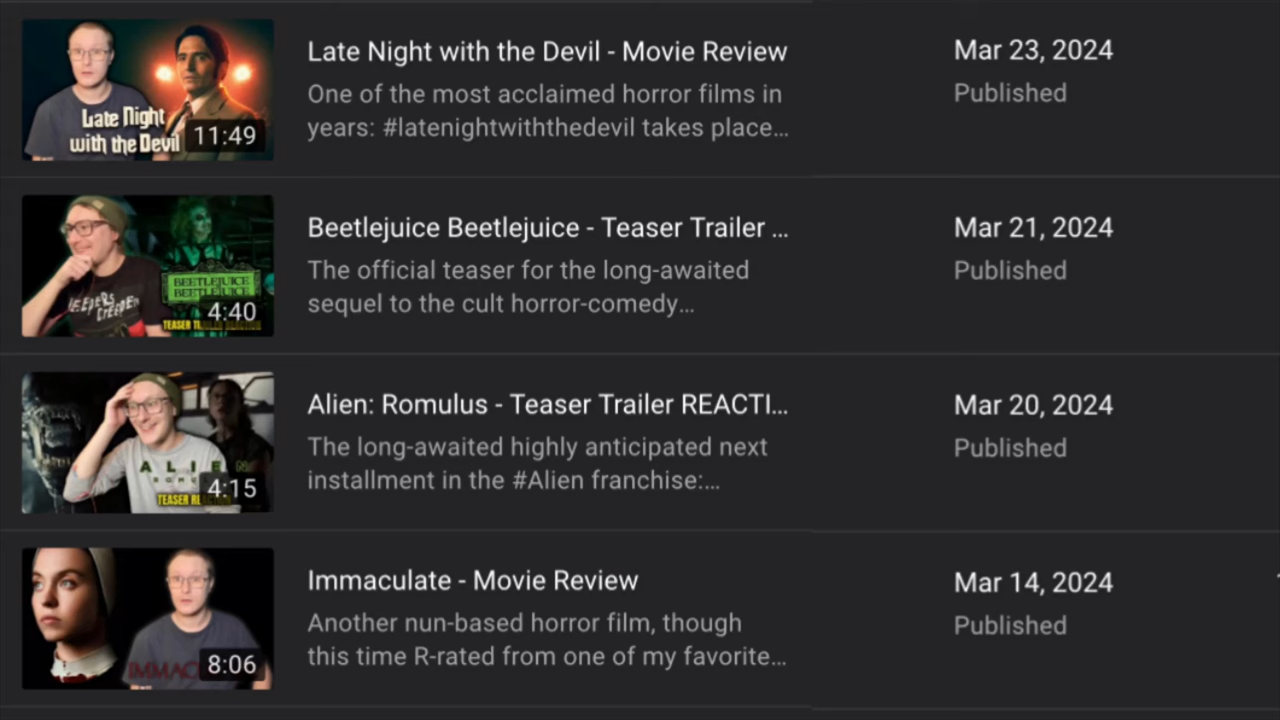 Late Night
with the Devil
11:49
Late Night with the Devil - Movie Review
One of the most acclaimed horror films in
years: #latenightwiththedevil takes place...
Mar 23, 2024
Published
BEETLEJUICE
BEETLEJUICE
TEASER
4:40
Beetlejuice Beetlejuice - Teaser Trailer ...
The official teaser for the long-awaited
sequel to the cult horror-comedy...
Mar 21, 2024
Published
ALIEN
TEASER
4:15
Alien: Romulus - Teaser Trailer REACTI...
The long-awaited highly anticipated next
installment in the #Alien franchise:...
Mar 20, 2024
Published
8:06
Immaculate - Movie Review
Another nun-based horror film, though
this time R-rated from one of my favorite...
Mar 14, 2024
Published